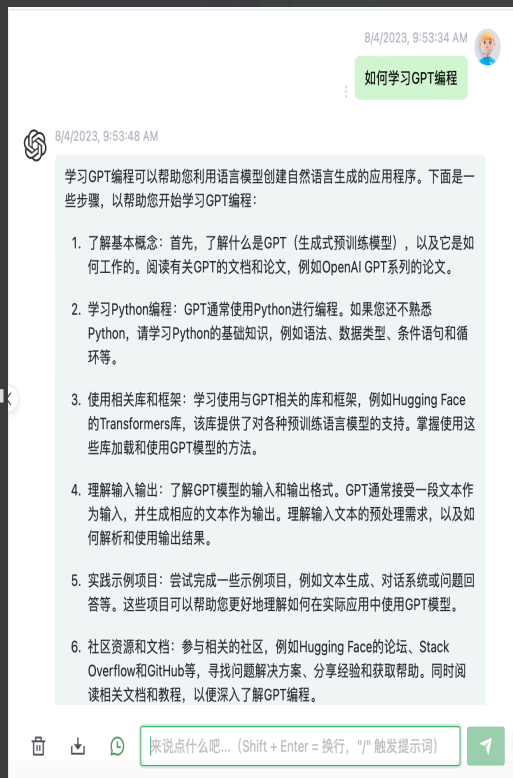 8/4/2023, 9:53:34 AM
如何学习GPT编程
8/4/2023, 9:53:48 AM
学习GPT编程可以帮助您利用语言模型创建自然语言生成的应用程序。下面是一
些步骤，以帮助您开始学习GPT编程：
1. 了解基本概念：首先，了解什么是GPT（生成式预训练模型），以及它是如
何工作的。阅读有关GPT的文档和论文，例如OpenAI GPT系列的论文。
2. 学习Python编程：GPT通常使用Python进行编程。如果您还不熟悉
Python，请学习Python的基础知识，例如语法、数据类型、条件语句和循
环等。
3. 使用相关库和框架：学习使用与GPT相关的库和框架，例如Hugging Face
的Transformers库，该库提供了对各种预训练语言模型的支持。掌握使用这
些库加载和使用GPT模型的方法。
4. 理解输入输出：了解GPT模型的输入和输出格式。GPT通常接受一段文本作
为输入，并生成相应的文本作为输出。理解输入文本的预处理需求，以及如
何解析和使用输出结果。
5. 实践示例项目：尝试完成一些示例项目，例如文本生成、对话系统或问题回
答等。这些项目可以帮助您更好地理解如何在实际应用中使用GPT模型。
6. 社区资源和文档：参与相关的社区，例如Hugging Face的论坛、Stack
Overflow和GitHub等，寻找问题解决方案、分享经验和获取帮助。同时阅
读相关文档和教程，以便深入了解GPT编程。
来说点什么吧...（Shift + Enter = 换行，"/" 触发提示词）